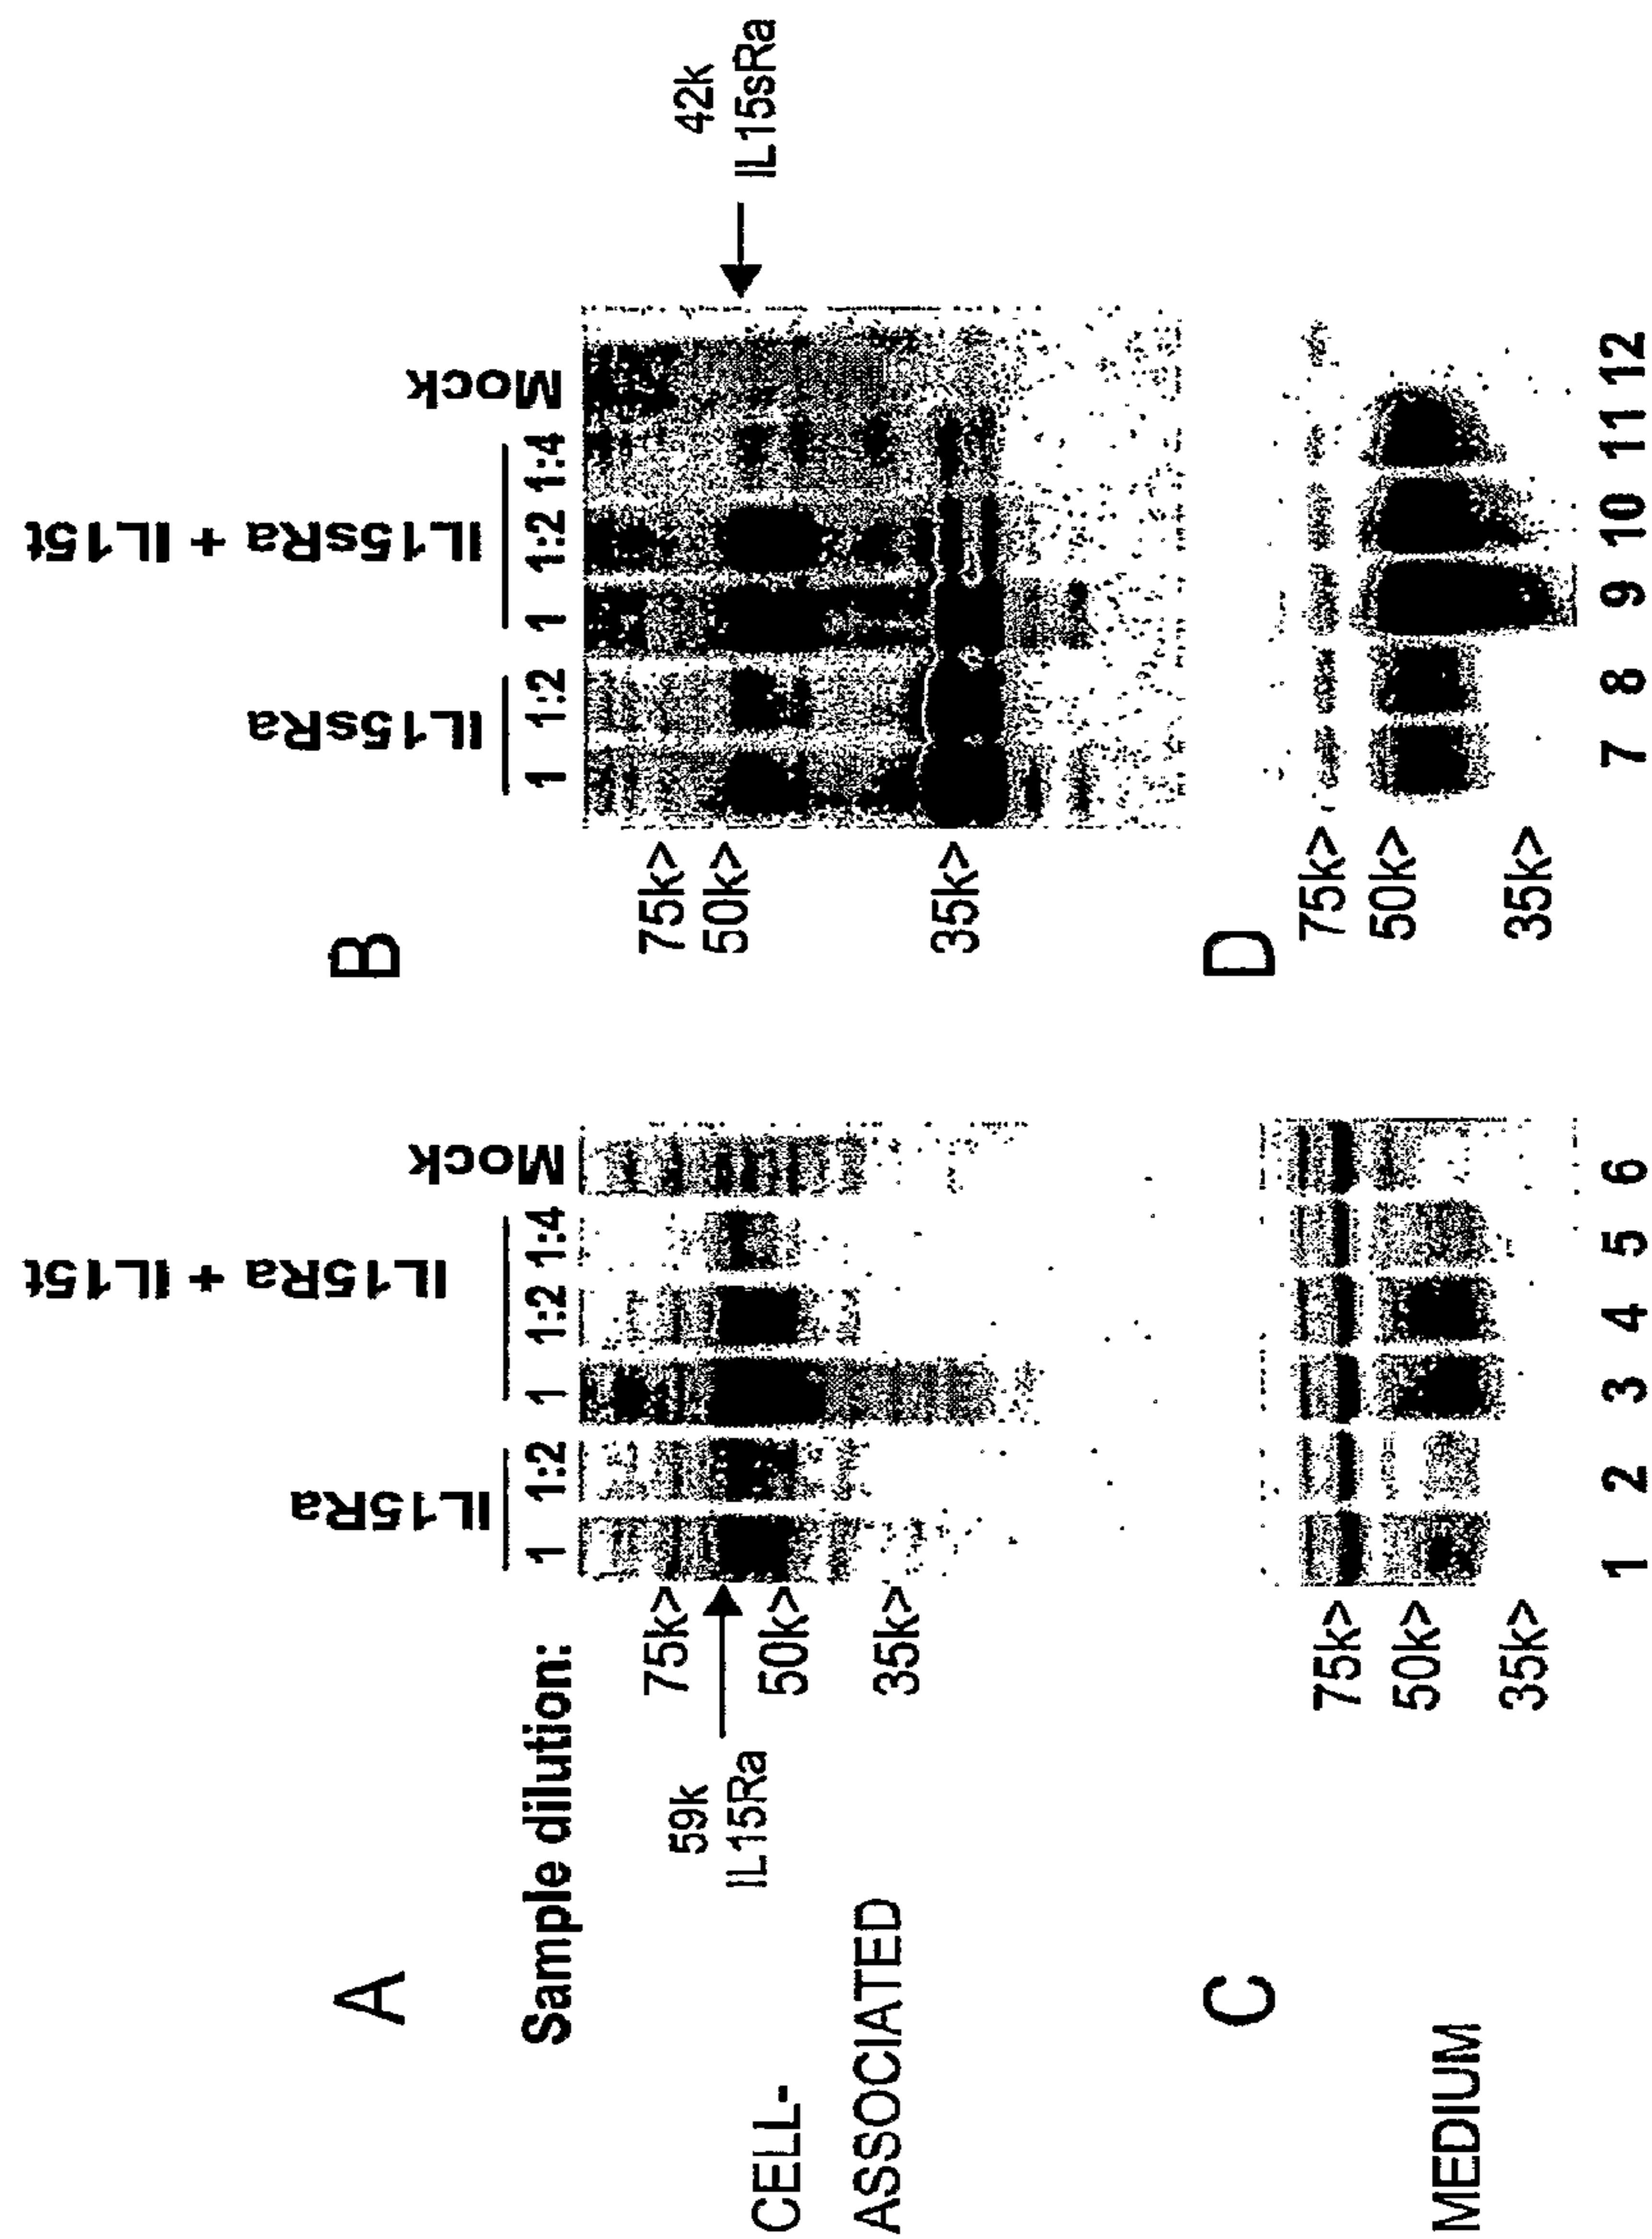 A
B
IL15Ra
IL15Ra + IL15t
Mock
IL15sRa
IL15sRa + IL15t
Mock
Sample dilution:
1 1:2 1 1:2 1:4
1 1:2 1 1:2 1:4
75k>
59k
IL15Ra
50k>
35k>
CELL-
ASSOCIATED
75k>
50k>
35k>
42k
IL15sRa
C
D
MEDIUM
75k>
50k>
35k>
75k>
50k>
35k>
1 2 3 4 5 6
7 8 9 10 11 12